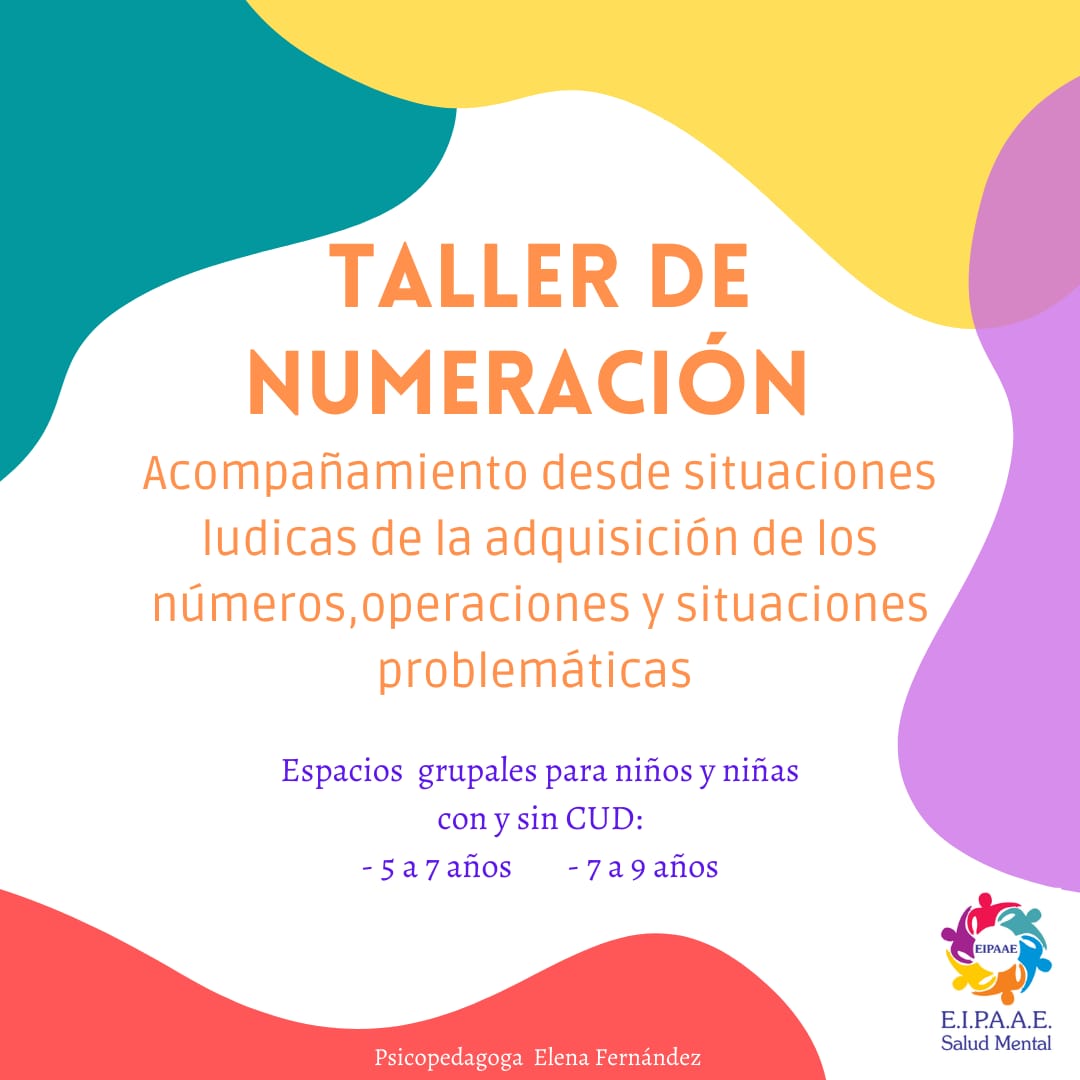 TALLER DE
NUMERACIÓN
Acompañamiento desde situaciones
ludicas de la adquisición de los
números,operaciones y situaciones
problemáticas
Espacios grupales para niños y niñas
con y sin CUD:
- 5 a 7 años - 7 a 9 años
EIPAAE
E.I.PA.A.E.
Salud Mental
Psicopedagoga Elena Fernández